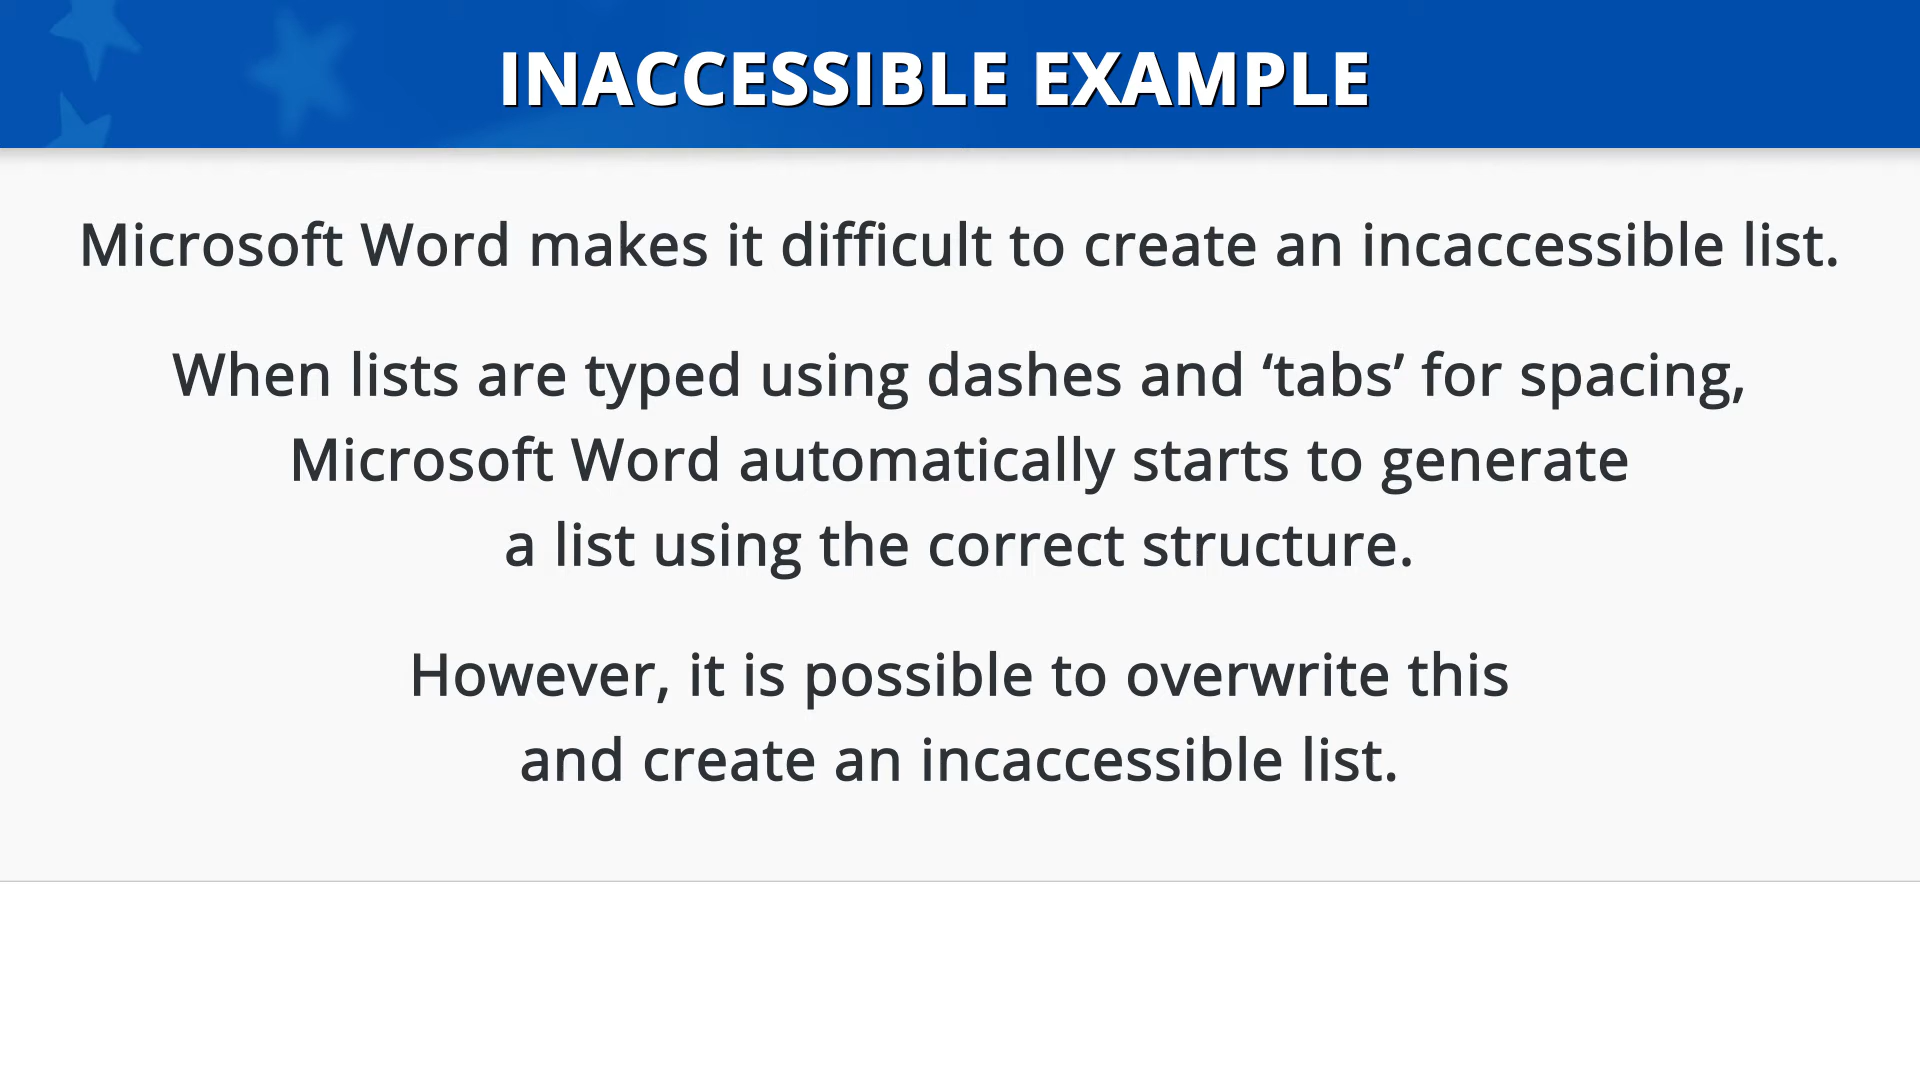 INACCESSIBLE EXAMPLE
Microsoft Word makes it difficult to create an incaccessible list.
When lists are typed using dashes and ‘tabs’ for spacing,
Microsoft Word automatically starts to generate
a list using the correct structure.
However, it is possible to overwrite this
and create an incaccessible list.